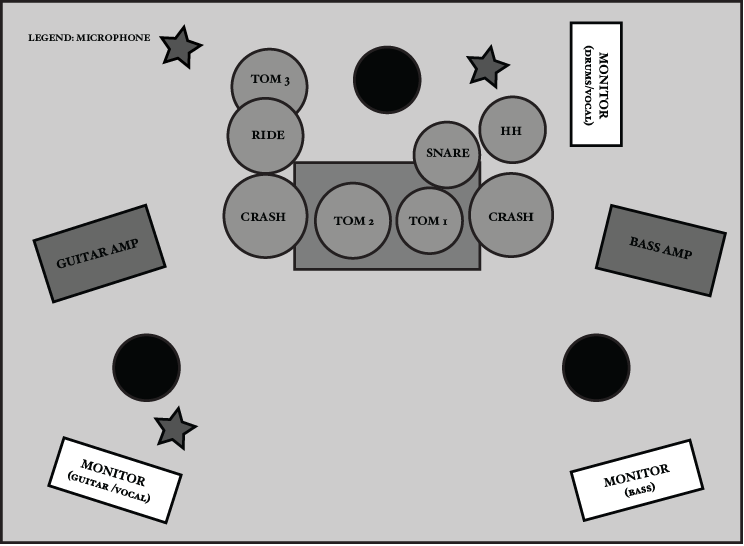 LEGEND: MICROPHONE
MONITOR
(DRUMS/VOCAL)
TOM 3
RIDE
HH
SNARE
CRASH
TOM 2
TOM 1
CRASH
GUITAR AMP
BASS AMP
MONITOR
(GUITAR /VOCAL)
MONITOR
(BASS)